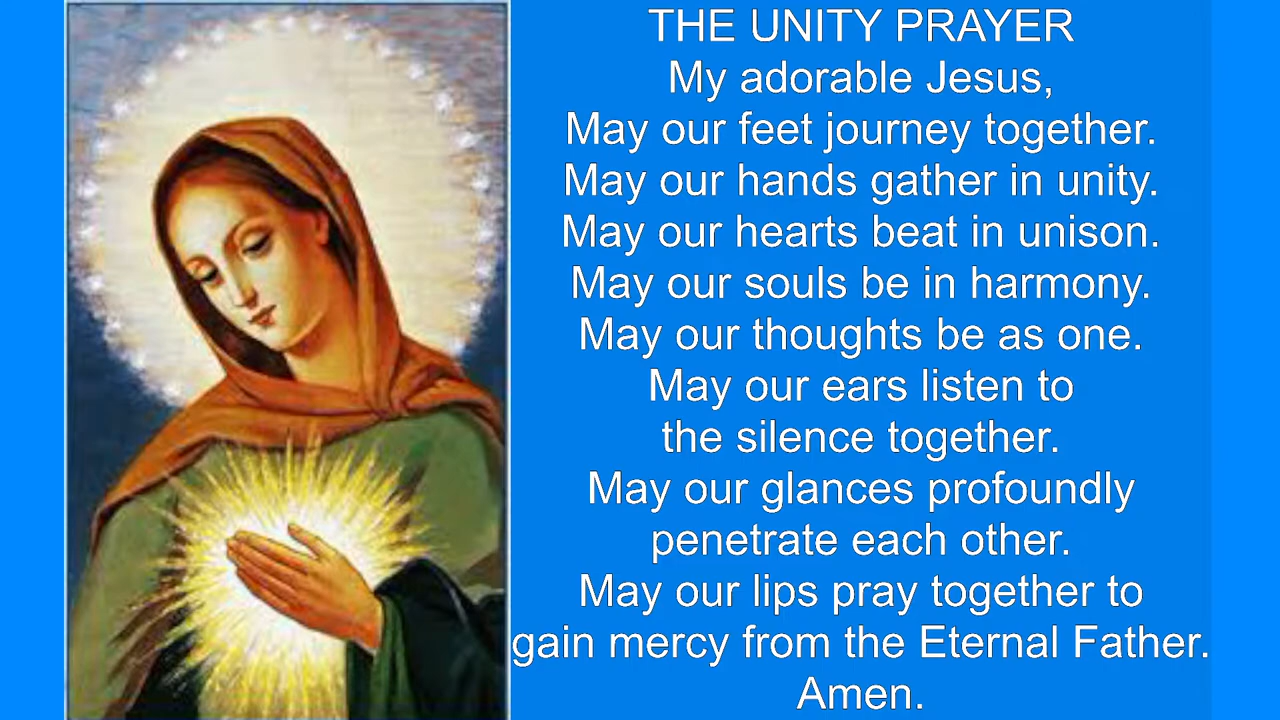 THE UNITY PRAYER
My adorable Jesus,
May our feet journey together.
May our hands gather in unity.
May our hearts beat in unison.
May our souls be in harmony.
May our thoughts be as one.
May our ears listen to
the silence together.
May our glances profoundly
penetrate each other.
May our lips pray together to
gain mercy from the Eternal Father.
Amen.